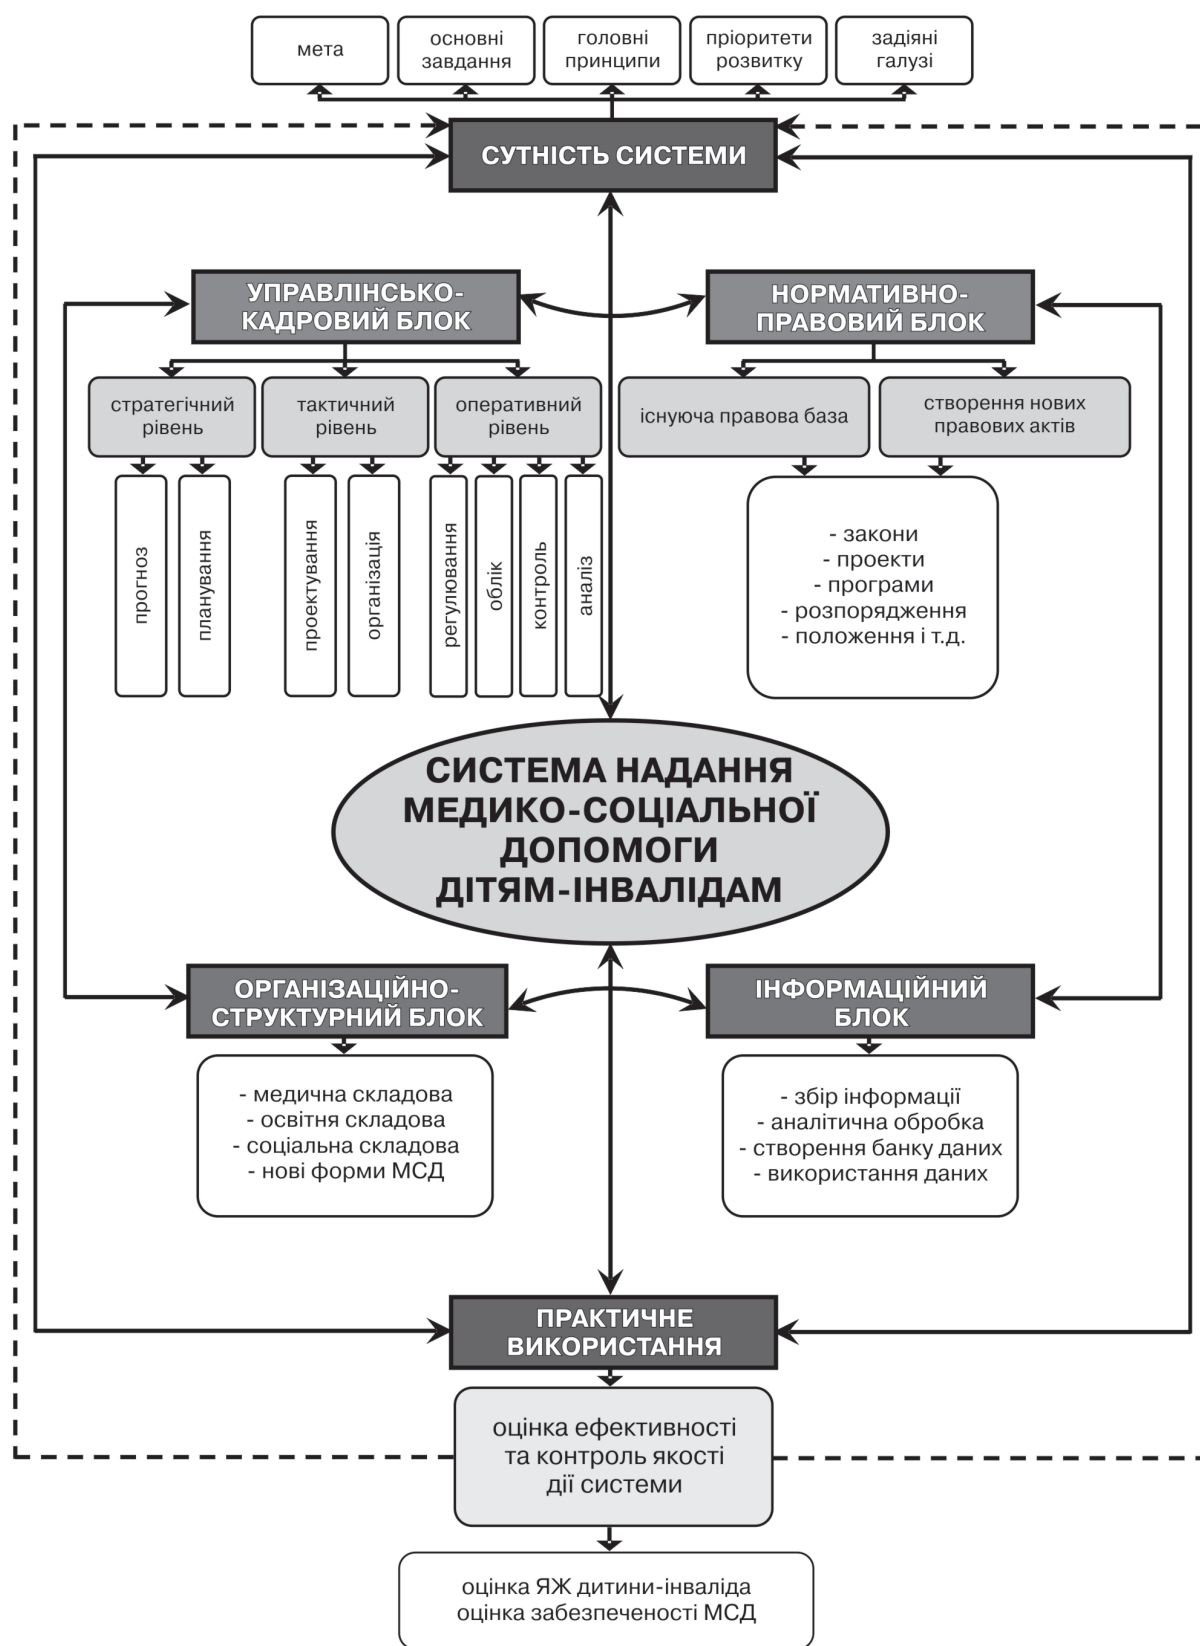 мета
основні
завдання
головні
принципи
пріоритети
розвитку
задіяні
галузі
СУТНІСТЬ СИСТЕМИ
УПРАВЛІНСЬКО-
КАДРОВИЙ БЛОК
НОРМАТИВНО-
ПРАВОВИЙ БЛОК
стратегічний
рівень
тактичний
рівень
оперативний
рівень
існуюча правова база
створення нових
правових актів
прогноз
планування
проектування
організація
регулювання
облік
контроль
аналіз
- закони
- проекти
- програми
- розпорядження
- положення і т.д.
СИСТЕМА НАДАННЯ
МЕДИКО-СОЦІАЛЬНОЇ
ДОПОМОГИ
ДІТЯМ-ІНВАЛІДАМ
ОРГАНІЗАЦІЙНО-
СТРУКТУРНИЙ БЛОК
ІНФОРМАЦІЙНИЙ
БЛОК
- медична складова
- освітня складова
- соціальна складова
- нові форми МСД
- збір інформації
- аналітична обробка
- створення банку даних
- використання даних
ПРАКТИЧНЕ
ВИКОРИСТАННЯ
оцінка ефективності
та контроль якості
дії системи
оцінка ЯЖ дитини-інваліда
оцінка забезпеченості МСД